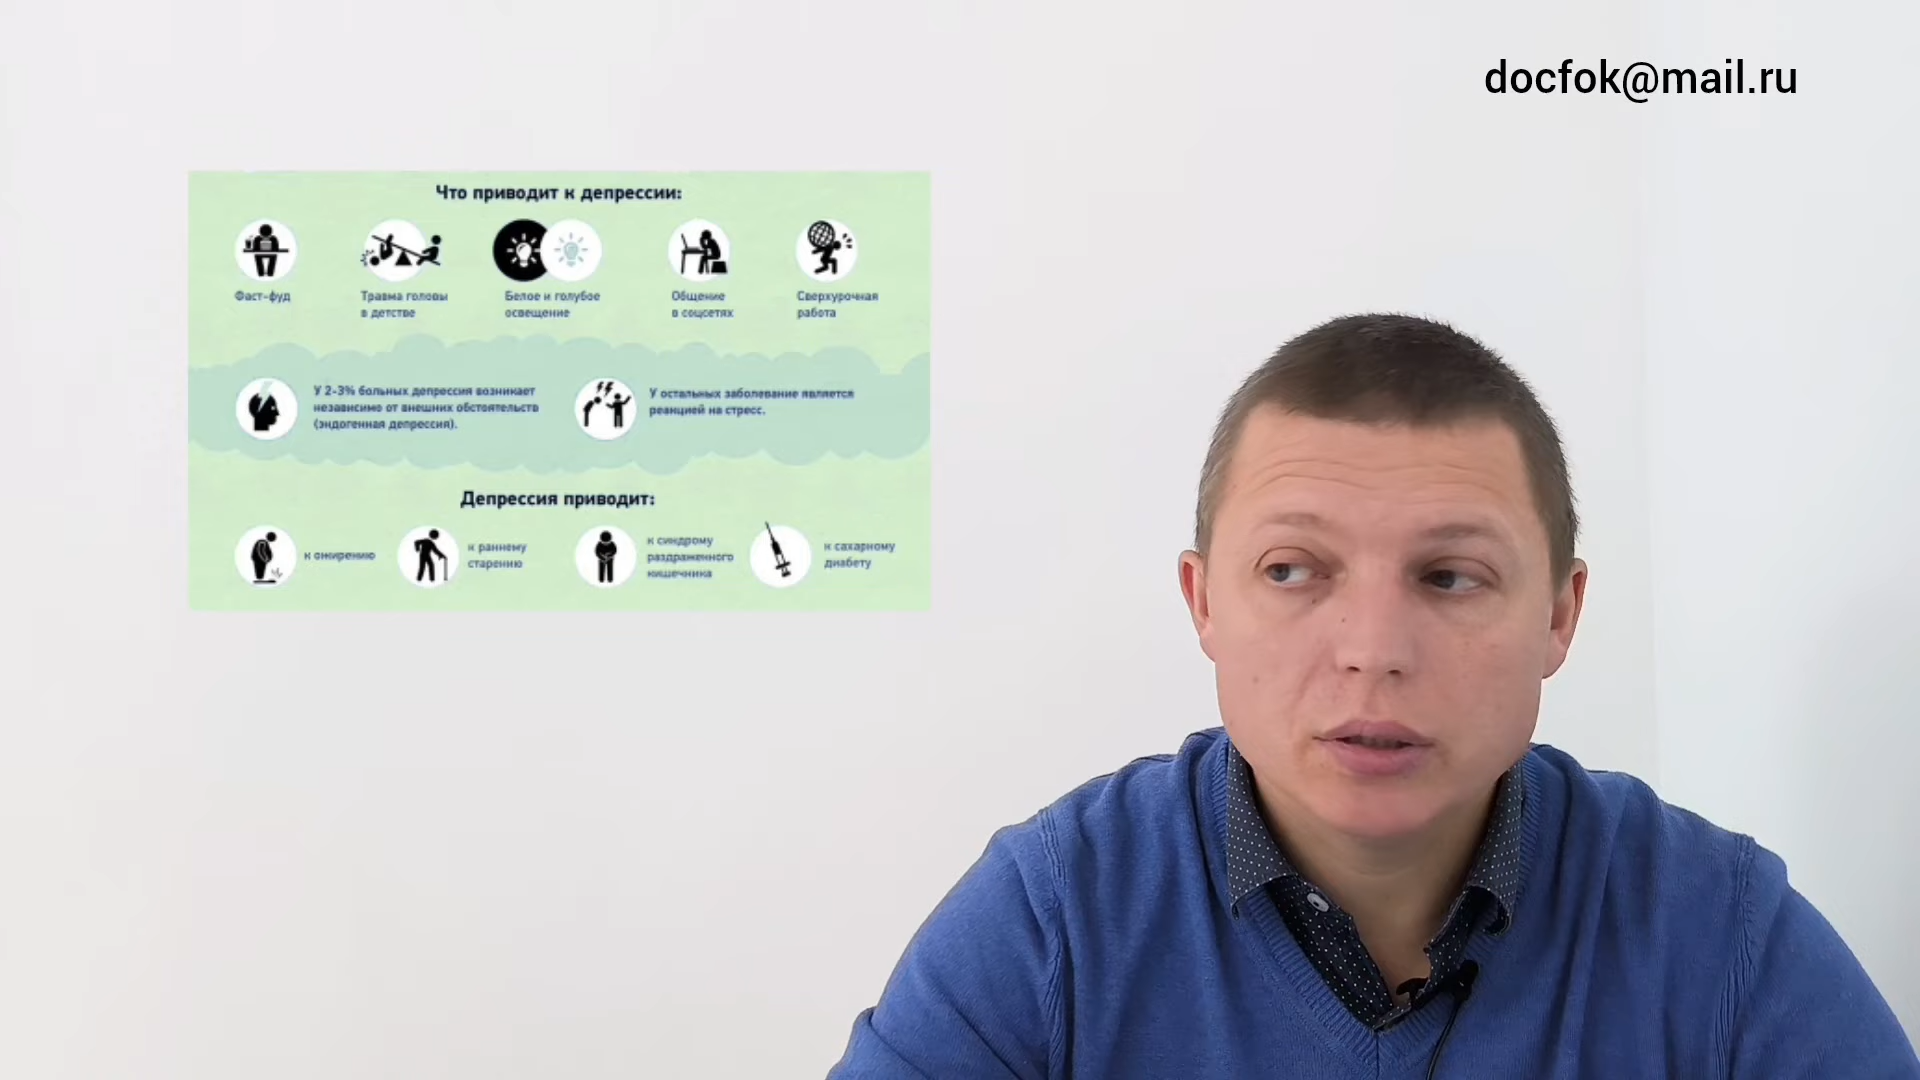 docfok@mail.ru
Что приводит к депрессии:
Фаст-фуд
Травма головы
в детстве
Белое и голубое
освещение
Общение
в соцсетях
Сверхурочная
работа
У 2-3% больных депрессия возникает
независимо от внешних обстоятельств
(эндогенная депрессия).
У остальных заболевание является
реакцией на стресс.
Депрессия приводит:
к ожирению
к раннему
старению
к синдрому
раздраженного
кишечника
к сахарному
диабету